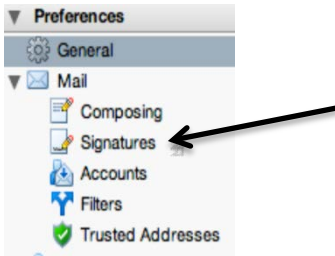 Preferences
General
Mail
Composing
Signatures
Accounts
Filters
Trusted Addresses